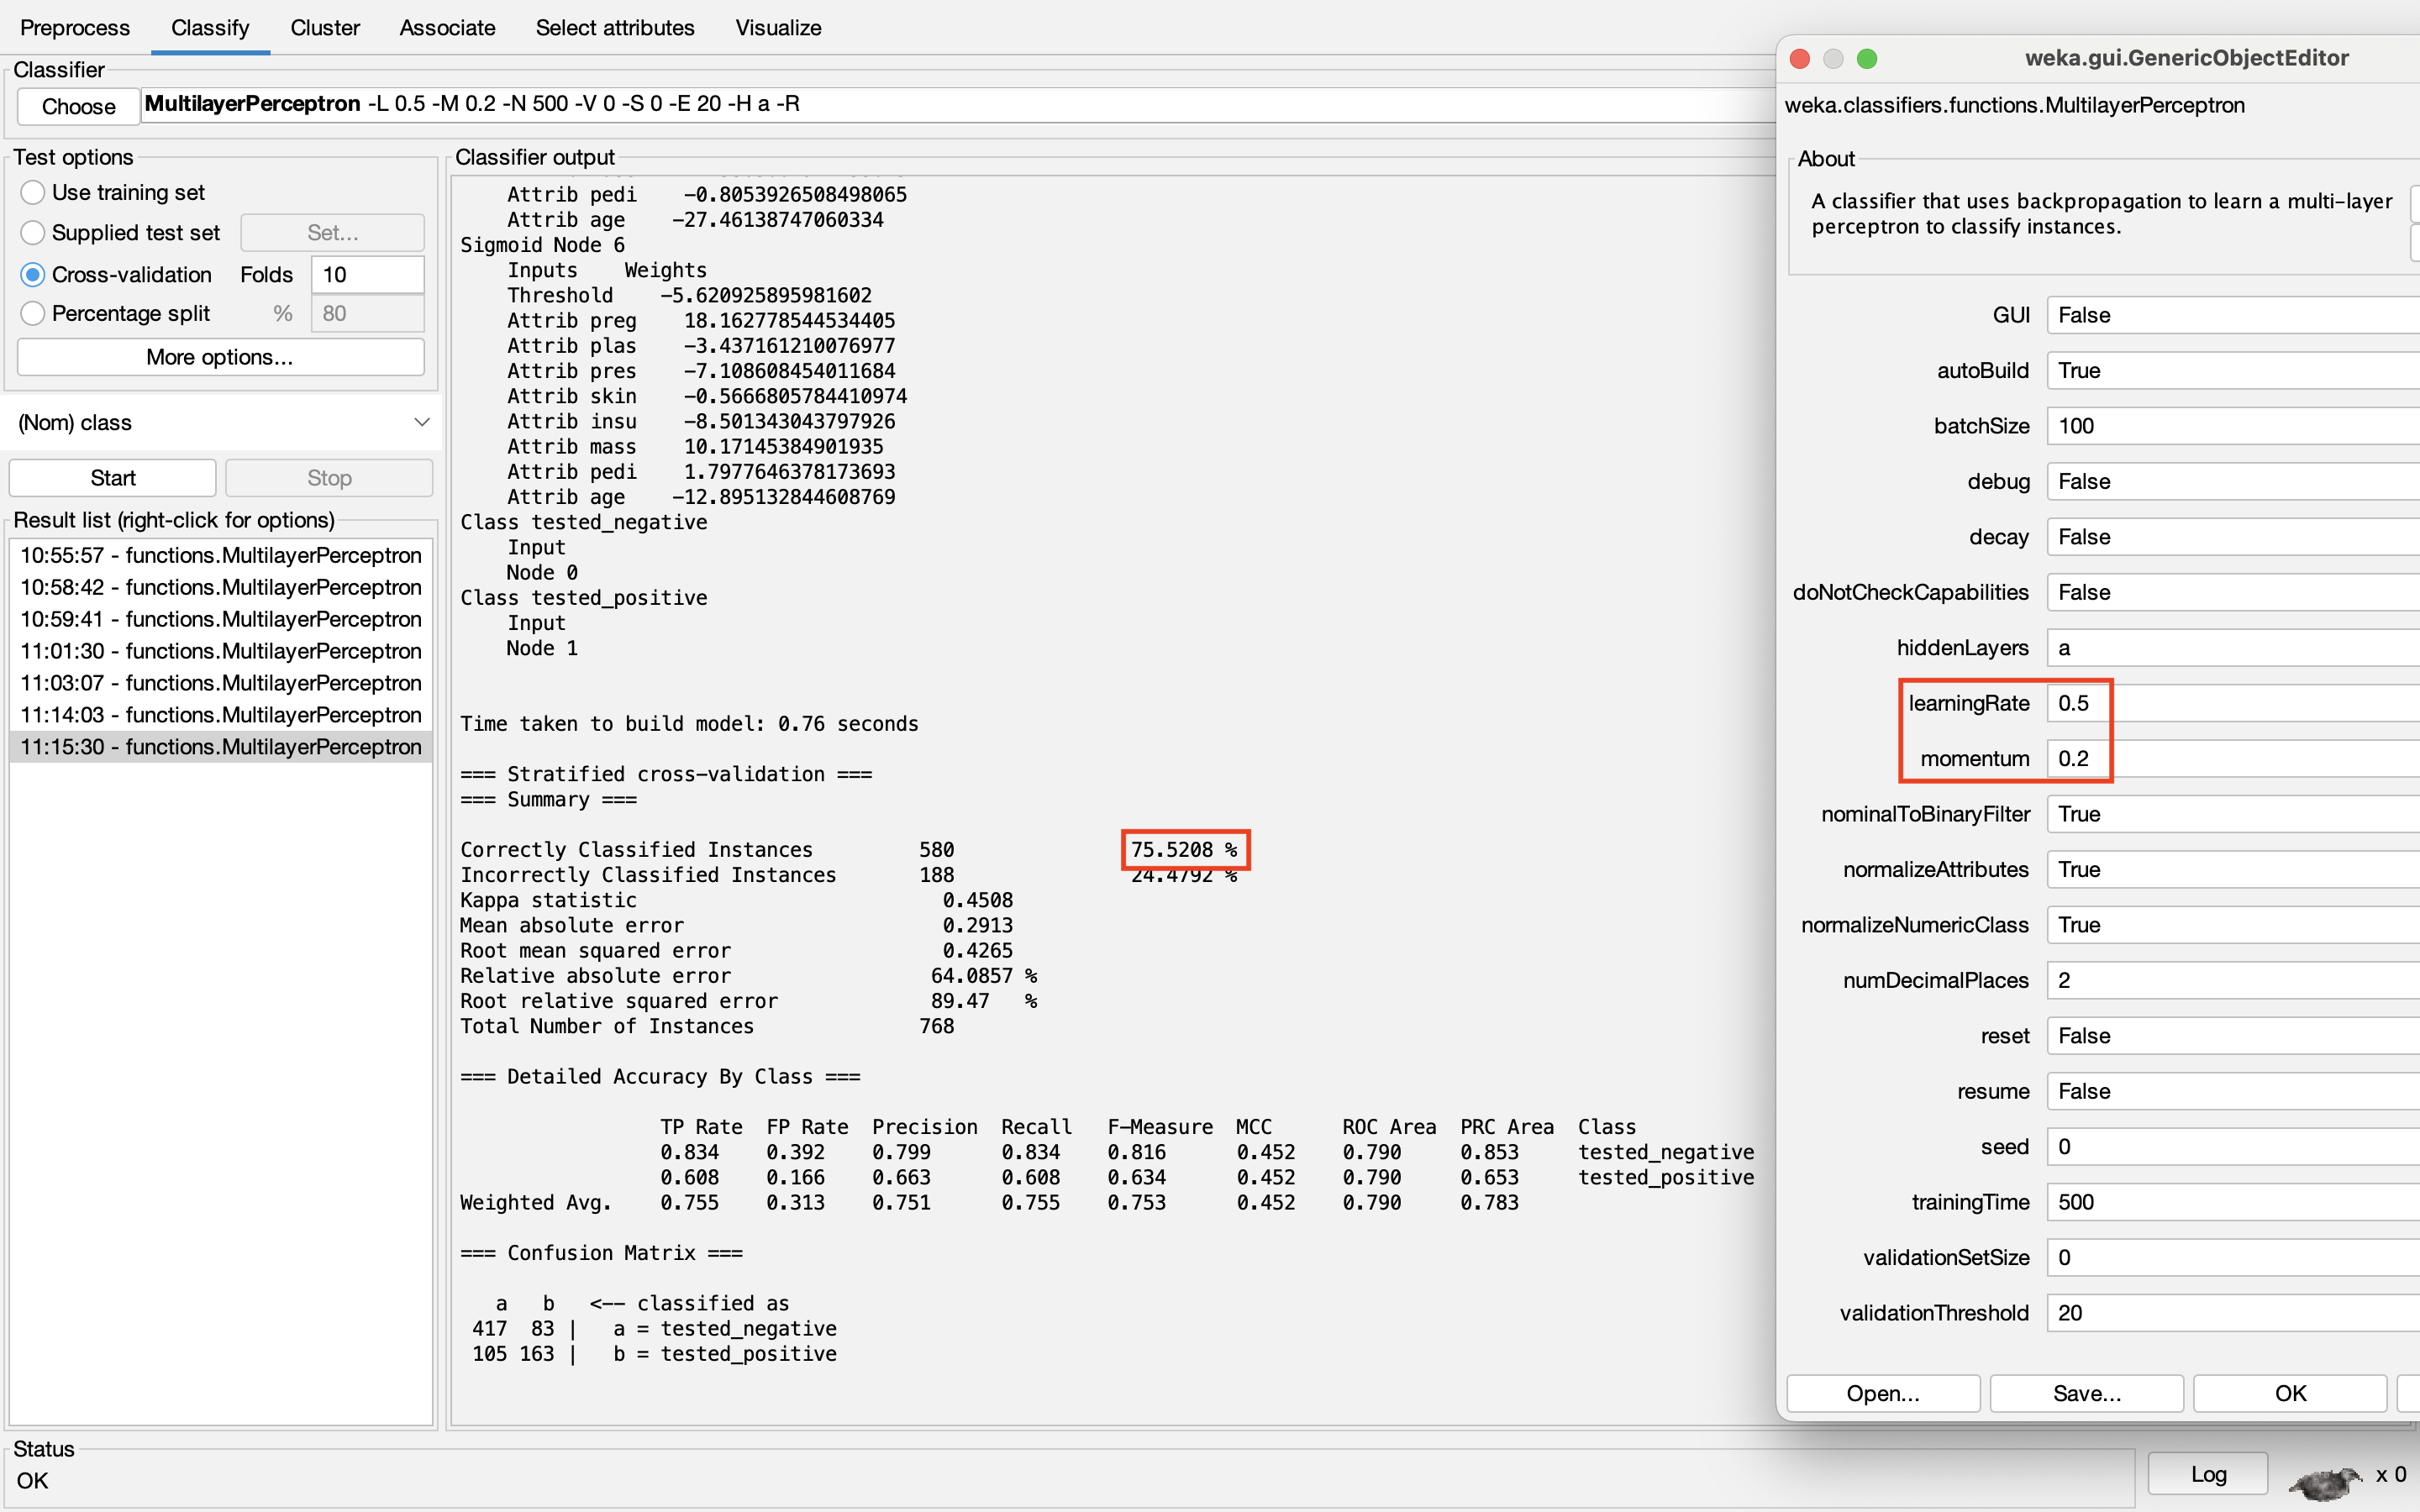 Preprocess Classify Cluster Associate Select attributes Visualize
Classifier
Choose MultilayerPerceptron -L 0.5 -M 0.2 -N 500 -V 0 -S 0 -E 20 -H a -R
Test options
Use training set
Supplied test set Set...
Cross-validation Folds 10
Percentage split % 80
More options...
(Nom) class
Start Stop
Result list (right-click for options)
10:55:57 - functions.MultilayerPerceptron
10:58:42 - functions.MultilayerPerceptron
10:59:41 - functions.MultilayerPerceptron
11:01:30 - functions.MultilayerPerceptron
11:03:07 - functions.MultilayerPerceptron
11:14:03 - functions.MultilayerPerceptron
11:15:30 - functions.MultilayerPerceptron
Classifier output
Attrib pedi -0.8053926508498065
Attrib age -27.46138747060334
Sigmoid Node 6
Inputs Weights
Threshold -5.620925895981602
Attrib preg 18.162778544534405
Attrib plas -3.437161210076977
Attrib pres -7.108608454011684
Attrib skin -0.5666805784410974
Attrib insu -8.501343043797926
Attrib mass 10.17145384901935
Attrib pedi 1.7977646378173693
Attrib age -12.895132844608769
Class tested_negative
Input
Node 0
Class tested_positive
Input
Node 1
Time taken to build model: 0.76 seconds
=== Stratified cross-validation ===
=== Summary ===
Correctly Classified Instances 580 75.5208 %
Incorrectly Classified Instances 188 24.4792 %
Kappa statistic 0.4508
Mean absolute error 0.2913
Root mean squared error 0.4265
Relative absolute error 64.0857 %
Root relative squared error 89.47 %
Total Number of Instances 768
=== Detailed Accuracy By Class ===
TP Rate FP Rate Precision Recall F-Measure MCC ROC Area PRC Area Class
0.834 0.392 0.799 0.834 0.816 0.452 0.790 0.853 tested_negative
0.608 0.166 0.663 0.608 0.634 0.452 0.790 0.653 tested_positive
Weighted Avg. 0.755 0.313 0.751 0.755 0.753 0.452 0.790 0.783
=== Confusion Matrix ===
a b <-- classified as
417 83 | a = tested_negative
105 163 | b = tested_positive
Status
OK
Log x 0
weka.gui.GenericObjectEditor
weka.classifiers.functions.MultilayerPerceptron
About
A classifier that uses backpropagation to learn a multi-layer
perceptron to classify instances.
GUI False
autoBuild True
batchSize 100
debug False
decay False
doNotCheckCapabilities False
hiddenLayers a
learningRate 0.5
momentum 0.2
nominalToBinaryFilter True
normalizeAttributes True
normalizeNumericClass True
numDecimalPlaces 2
reset False
resume False
seed 0
trainingTime 500
validationSetSize 0
validationThreshold 20
Open... Save... OK